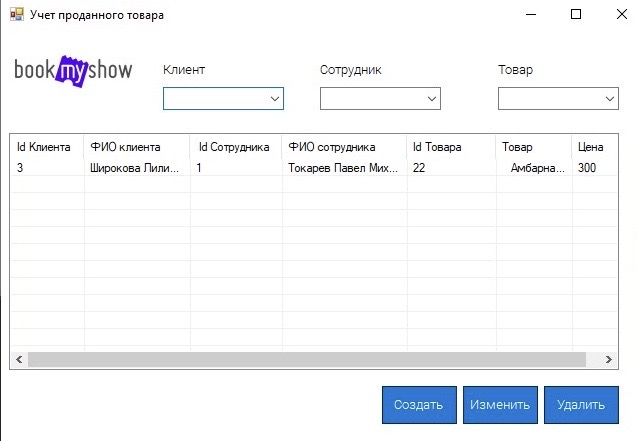 Учет проданного товара
bookmyshow
Клиент Сотрудник Товар
Id Клиента ФИО клиента Id Сотрудника ФИО сотрудника Id Товара Товар Цена
3 Широкова Лили... 1 Токарев Павел Мих... 22 Амбарна... 300
Создать Изменить Удалить